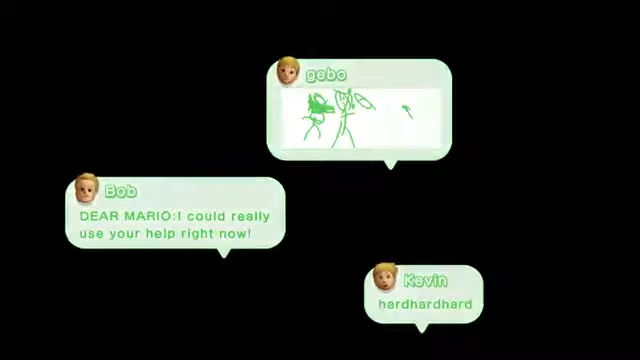 gebo
Bob
DEAR MARIO:I could really
use your help right now!
Kevin
hardhardhard